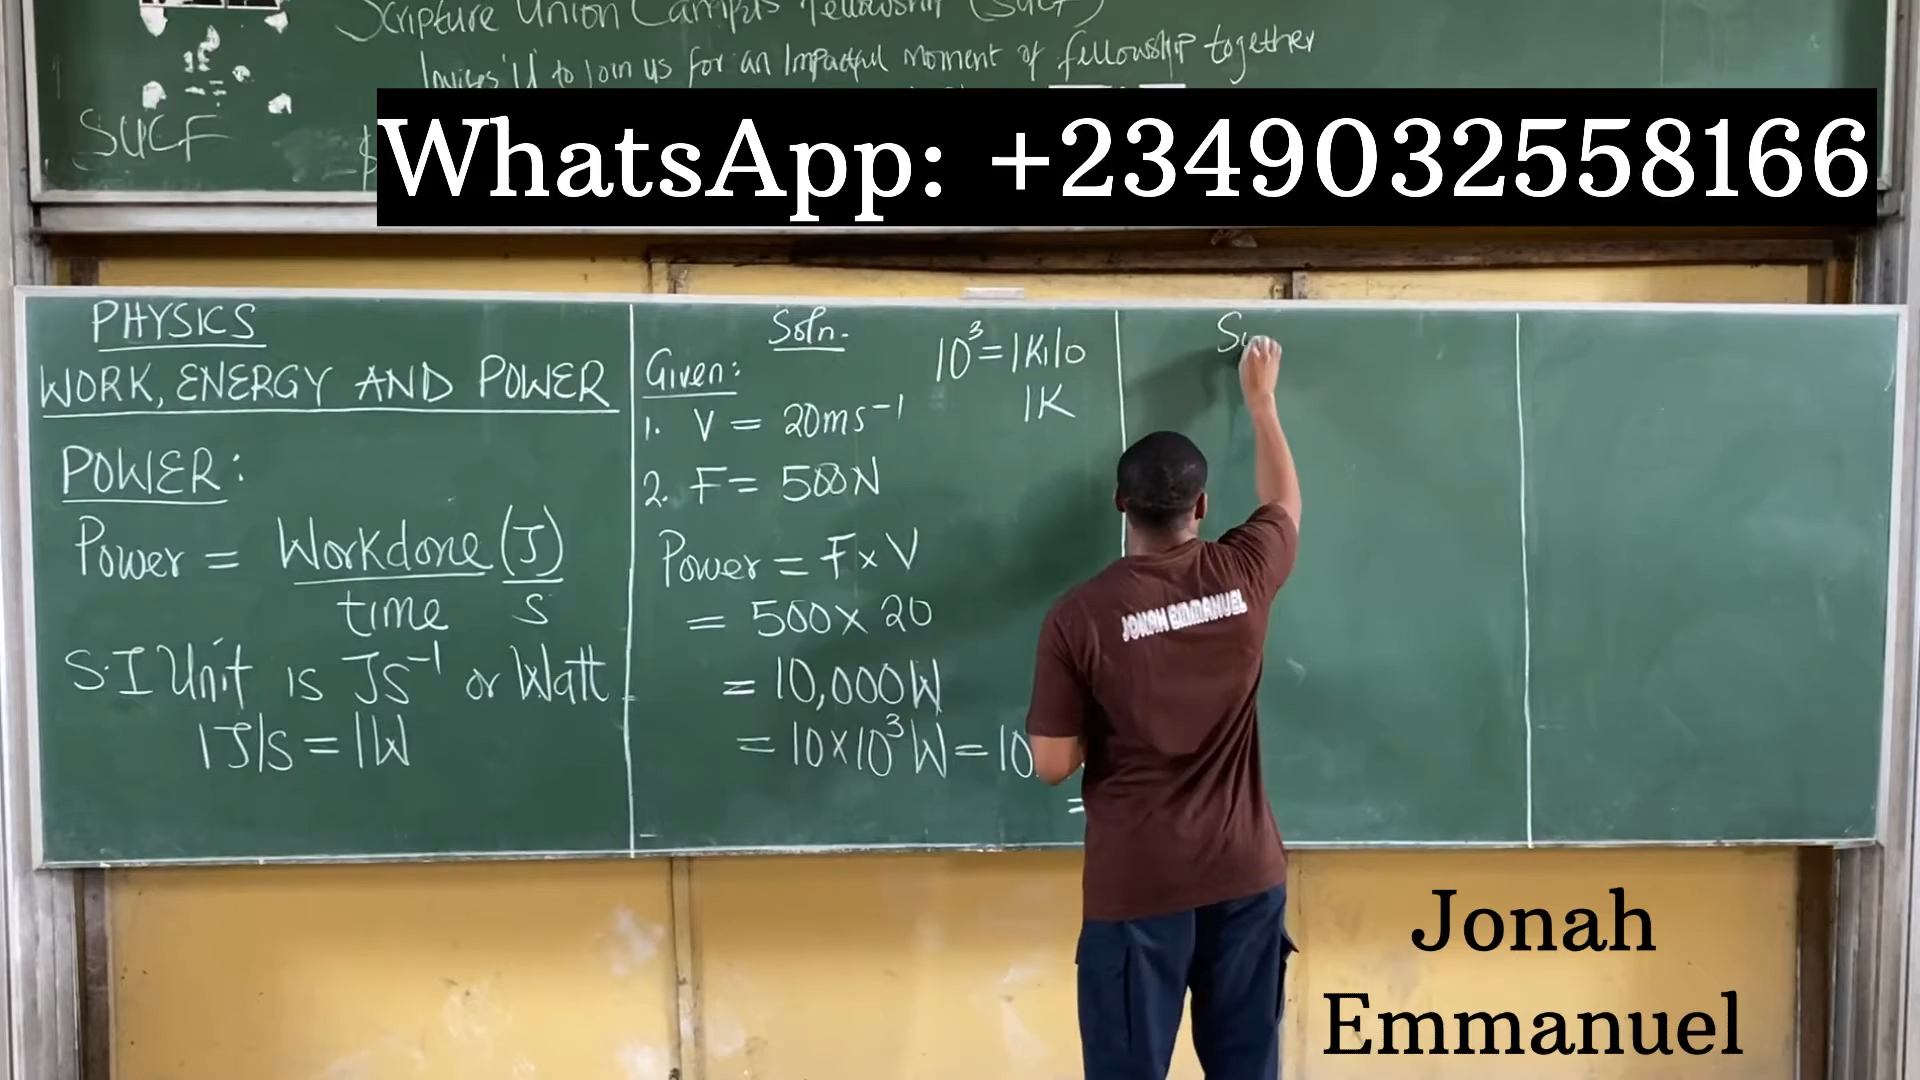 Scripture Union Campus Fellowship (SUCF)
Invites 'U' to join us for an Impactful Moment of fellowship together
SUCF
WhatsApp: +2349032558166
PHYSICS
WORK, ENERGY AND POWER
POWER:
Power = Workdone (J)
time s
S.I Unit is JS⁻¹ or Watt
1J/s = 1W
Soln.
Given:
10³ = 1Kilo
1K
1. V = 20ms⁻¹
2. F = 500N
Power = F x V
= 500 x 20
= 10,000W
= 10x10³W = 10
=
JONAH EMMANUEL
Jonah
Emmanuel